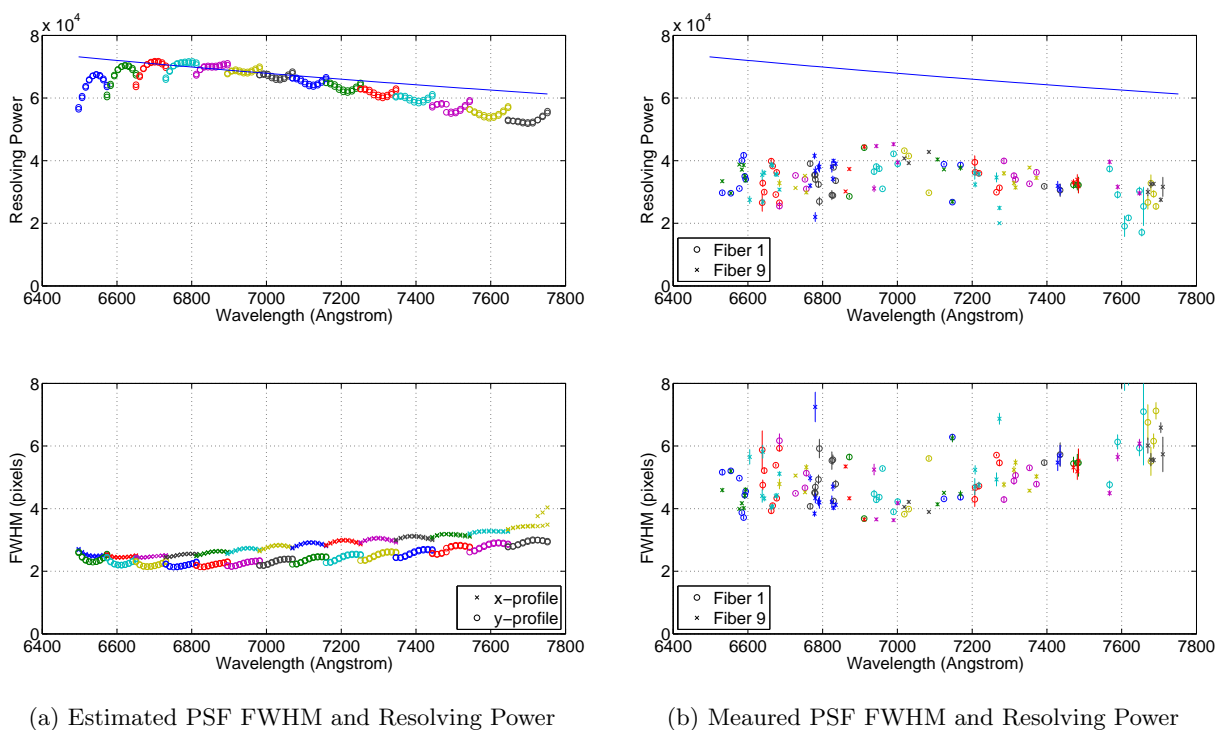 x 10^4
8
6
4
2
0
Resolving Power
6400 6600 6800 7000 7200 7400 7600 7800
Wavelength (Angstrom)
x 10^4
8
6
4
2
0
Resolving Power
Fiber 1
Fiber 9
6400 6600 6800 7000 7200 7400 7600 7800
Wavelength (Angstrom)
8
6
4
2
0
FWHM (pixels)
x-profile
y-profile
6400 6600 6800 7000 7200 7400 7600 7800
Wavelength (Angstrom)
8
6
4
2
0
FWHM (pixels)
Fiber 1
Fiber 9
6400 6600 6800 7000 7200 7400 7600 7800
Wavelength (Angstrom)
(a) Estimated PSF FWHM and Resolving Power
(b) Meaured PSF FWHM and Resolving Power